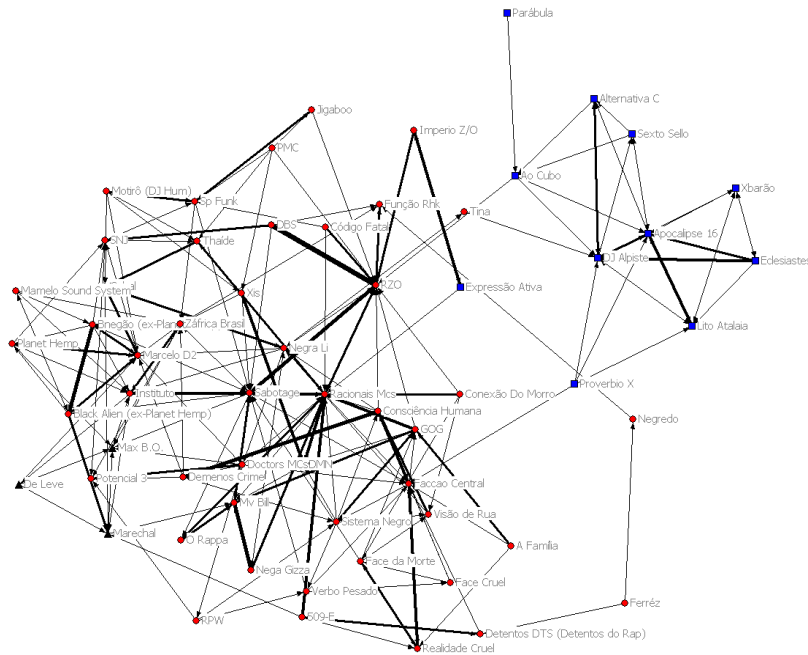 Parábula
Alternativa C
Jigaboo
Imperio Z/O
Sexto Sello
PMC
Ao Cubo
Xbarão
Motirô (DJ Hum)
Sp Funk
Função Rhk
Tina
DBS
Código Fatal
Apocalipse 16
SNJ
Thaide
DJ Alpiste
Eclesiastes
RZO
Expressão Ativa
Mamelo Sound System
Xis
Bnegão (ex-Plane
Záfrica Brasil
Lito Atalaia
Planet Hemp
Marcelo D2
Negra Li
Proverbio X
Instituto
Sabotage
Racionais Mcs
Conexão Do Morro
Black Alien (ex-Planet Hemp)
Consciência Humana
Negredo
GOG
Max B.O.
Doctors MCs
DMN
Potencial 3
Demenos Crime
De Leve
Faccao Central
Mv Bill
Visão de Rua
Sistema Negro
Marechal
O Rappa
A Família
Face da Morte
Nega Gizza
Face Cruel
Verbo Pesado
Ferréz
RPW
509-E
Detentos DTS (Detentos do Rap)
Realidade Cruel